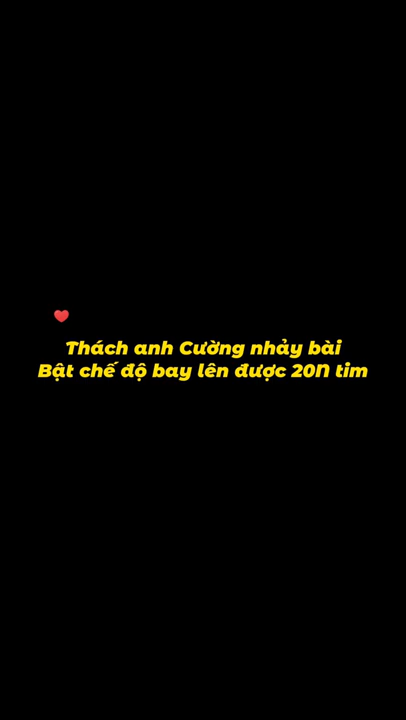 Thách anh Cường nhảy bài
Bật chế độ bay lên được 20N tim